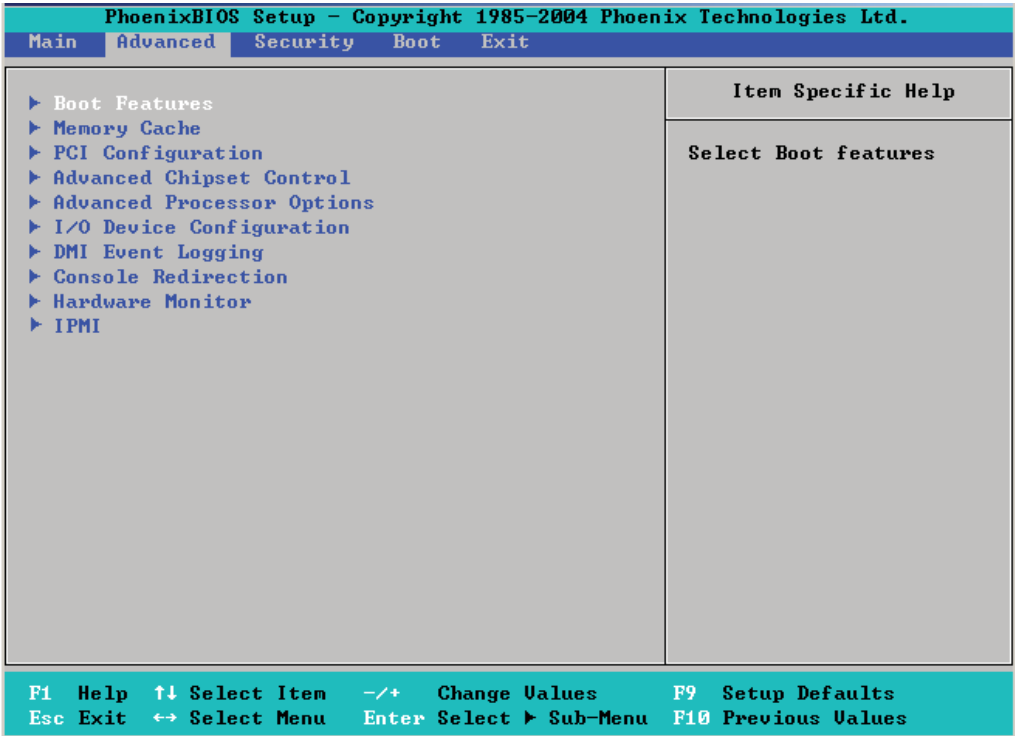 PhoenixBIOS Setup - Copyright 1985-2004 Phoenix Technologies Ltd.
Main Advanced Security Boot Exit
▶ Boot Features
▶ Memory Cache
▶ PCI Configuration
▶ Advanced Chipset Control
▶ Advanced Processor Options
▶ I/O Device Configuration
▶ DMI Event Logging
▶ Console Redirection
▶ Hardware Monitor
▶ IPMI
Item Specific Help
Select Boot features
F1 Help ↑↓ Select Item -/+ Change Values F9 Setup Defaults
Esc Exit ↔ Select Menu Enter Select ▶ Sub-Menu F10 Previous Values